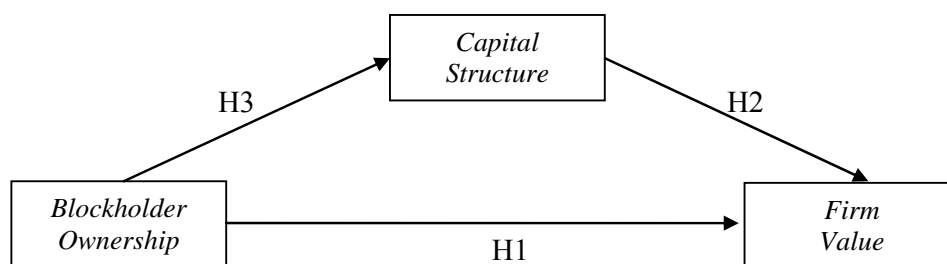 Capital
Structure
H3
H2
Blockholder
Ownership
Firm
Value
H1